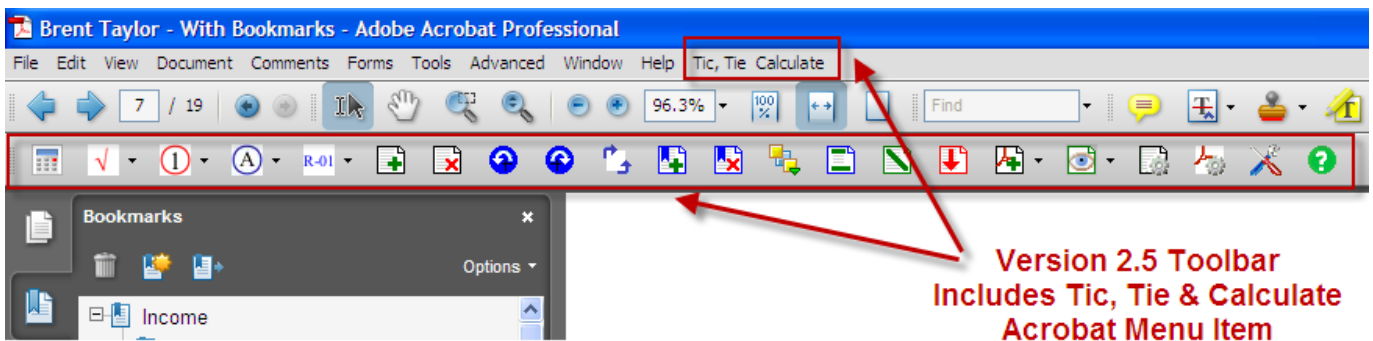 Brent Taylor - With Bookmarks - Adobe Acrobat Professional
File Edit View Document Comments Forms Tools Advanced Window Help Tic, Tie Calculate
7 / 19 96.3% 100% Find T T
√ 1 A R-01 ?
Bookmarks ×
Options
Income
Version 2.5 Toolbar
Includes Tic, Tie & Calculate
Acrobat Menu Item